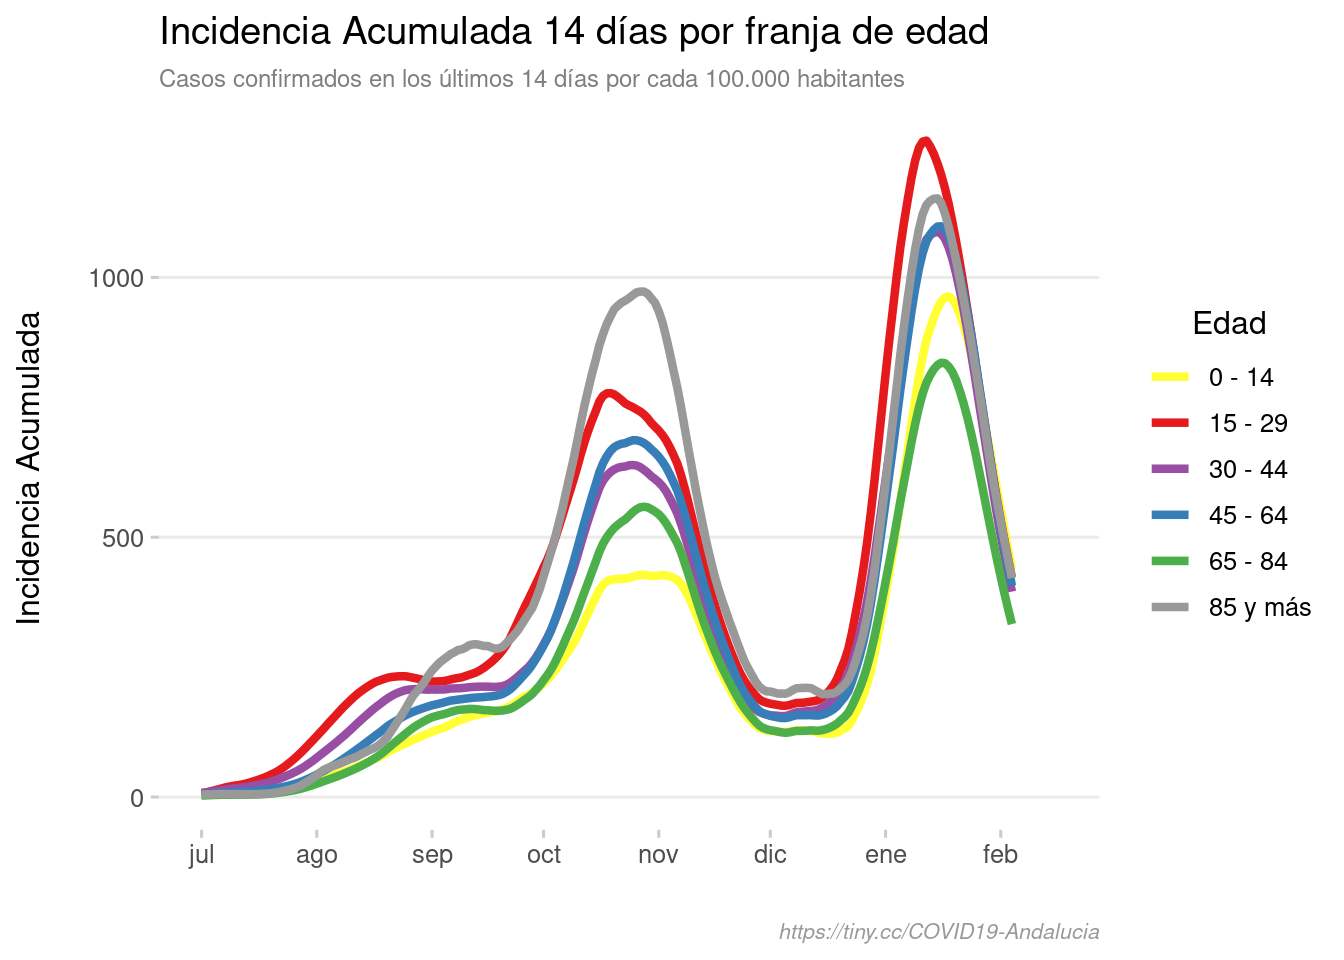 Incidencia Acumulada 14 días por franja de edad
Casos confirmados en los últimos 14 días por cada 100.000 habitantes
Incidencia Acumulada
1000
500
0
jul ago sep oct nov dic ene feb
Edad
0 - 14
15 - 29
30 - 44
45 - 64
65 - 84
85 y más
https://tiny.cc/COVID19-Andalucia